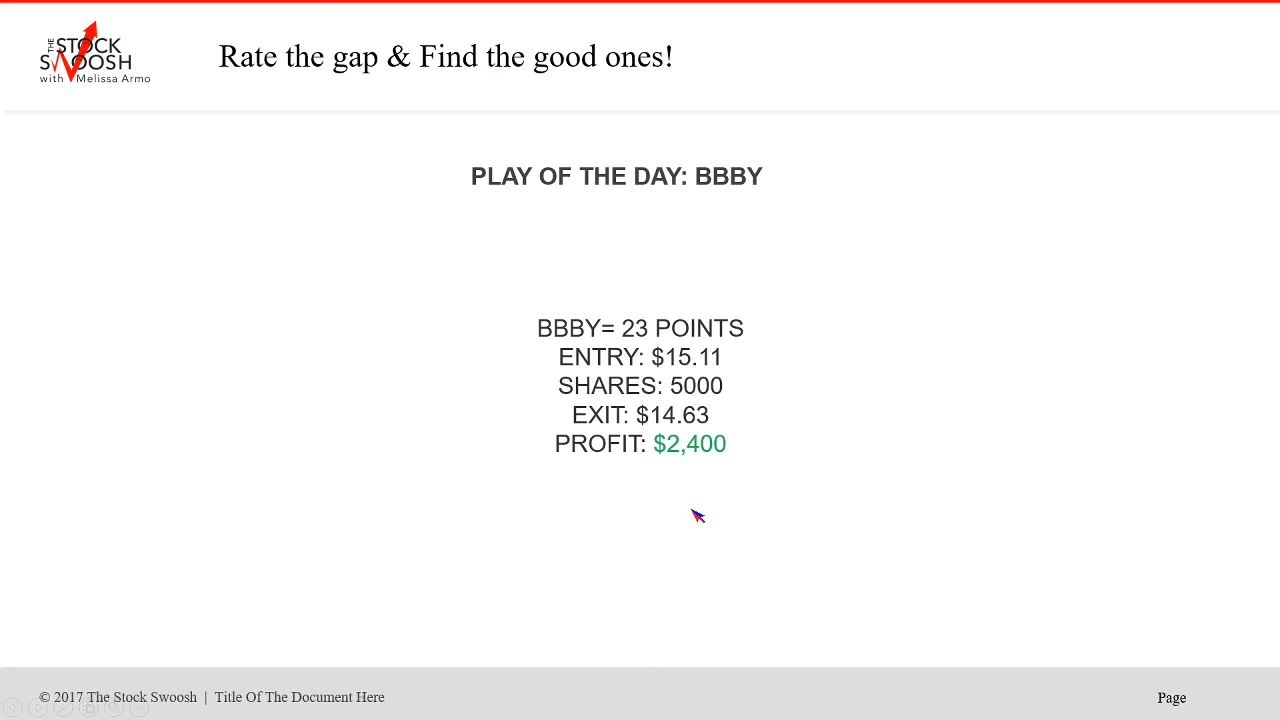 THE STOCK
SWOOSH
with Melissa Armo
Rate the gap & Find the good ones!
PLAY OF THE DAY: BBBY
BBBY= 23 POINTS
ENTRY: $15.11
SHARES: 5000
EXIT: $14.63
PROFIT: $2,400
© 2017 The Stock Swoosh | Title Of The Document Here
Page